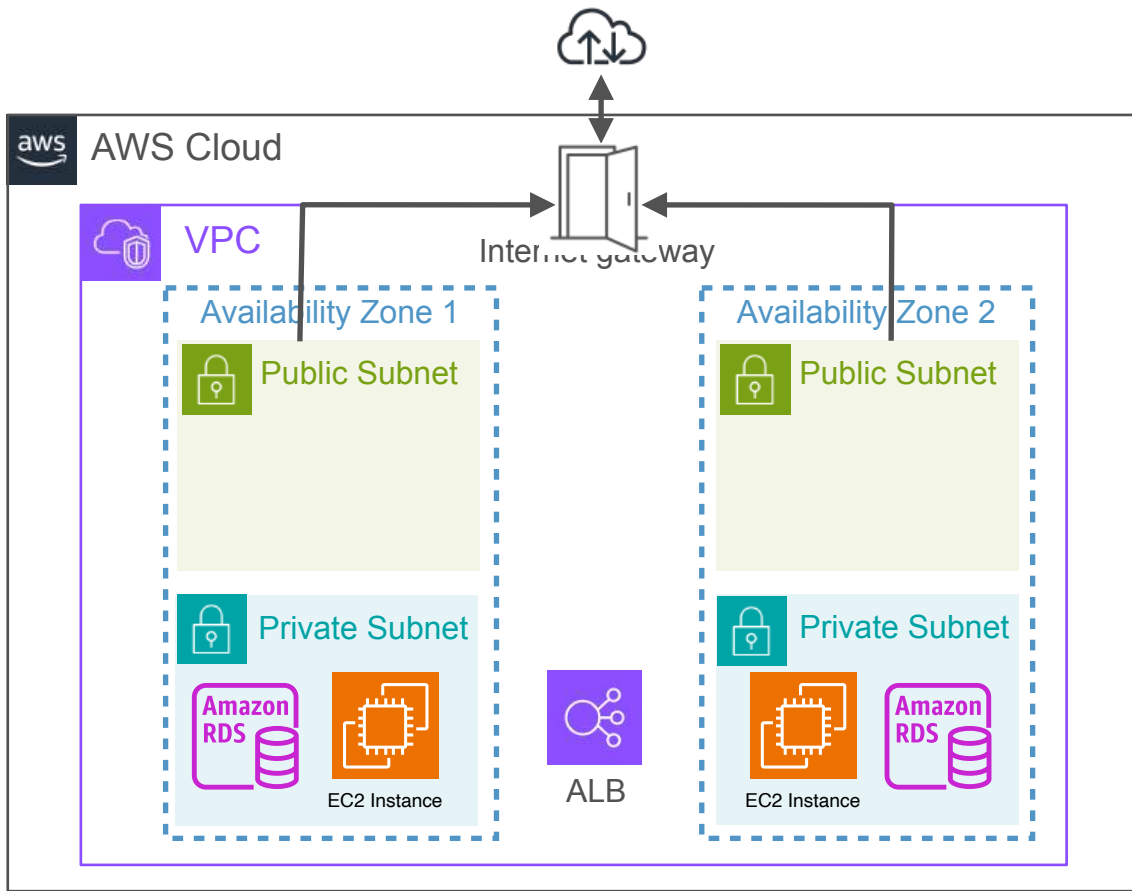 aws
AWS Cloud
VPC
Internet gateway
Availability Zone 1
Availability Zone 2
Public Subnet
Public Subnet
Private Subnet
Private Subnet
Amazon
RDS
EC2 Instance
ALB
EC2 Instance
Amazon
RDS